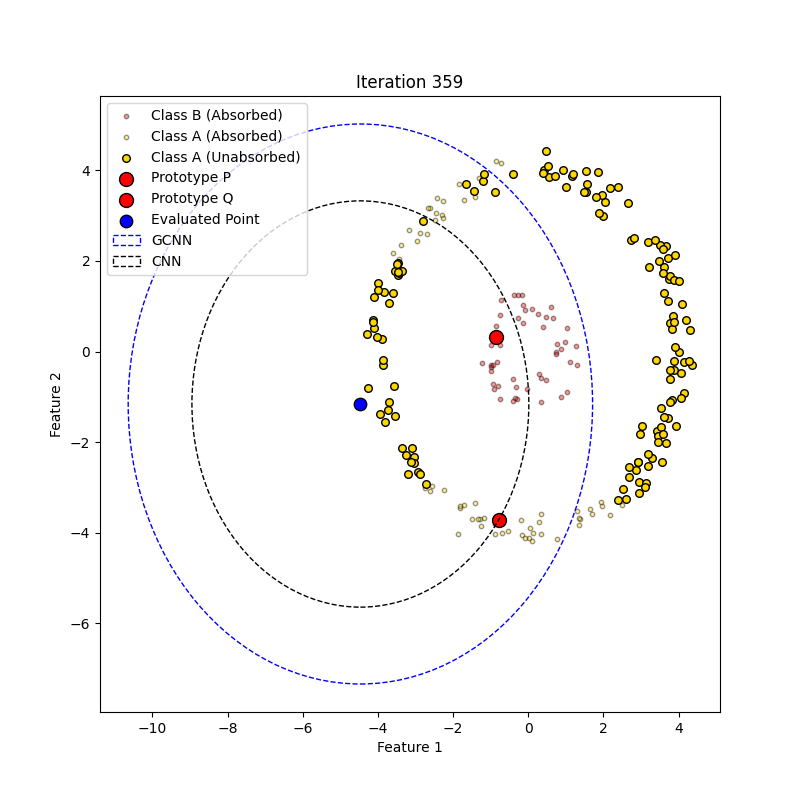 Iteration 359
Class B (Absorbed)
Class A (Absorbed)
Class A (Unabsorbed)
Prototype P
Prototype Q
Evaluated Point
GCNN
CNN
Feature 2
4
2
0
−2
−4
−6
−10 −8 −6 −4 −2 0 2 4
Feature 1